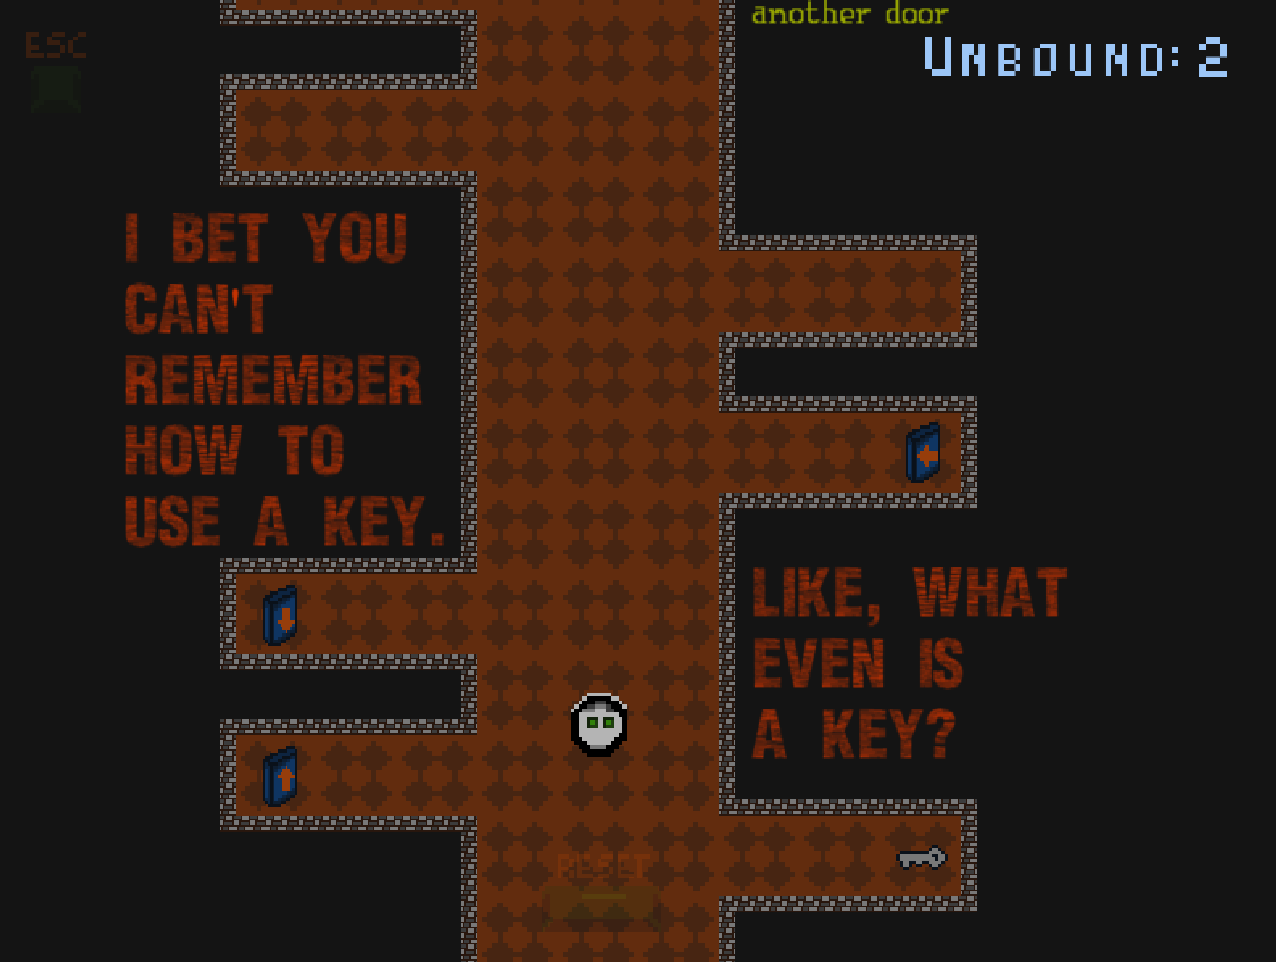 another door
ESC
UNBOUND: 2
I BET YOU
CAN'T
REMEMBER
HOW TO
USE A KEY.
LIKE, WHAT
EVEN IS
A KEY?
RESET